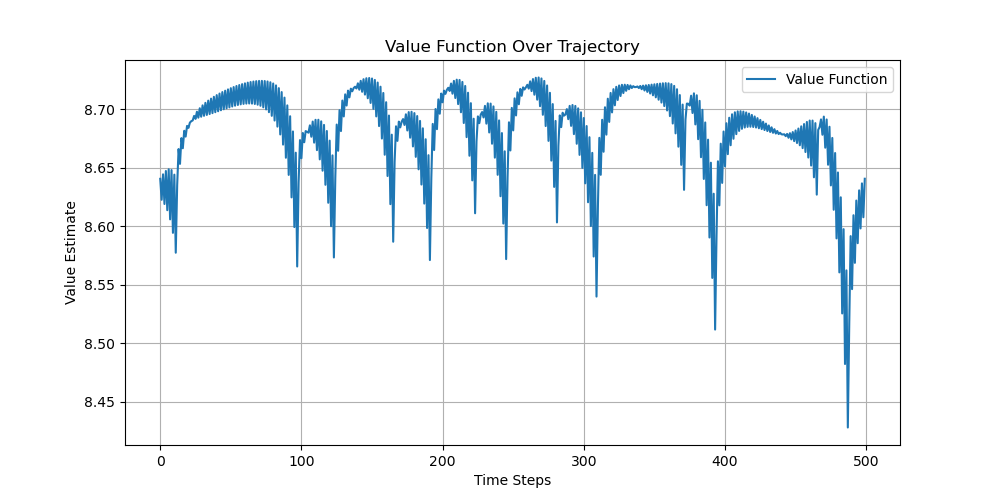 Value Function Over Trajectory
Value Function
8.70
8.65
8.60
8.55
8.50
8.45
Value Estimate
0 100 200 300 400 500
Time Steps